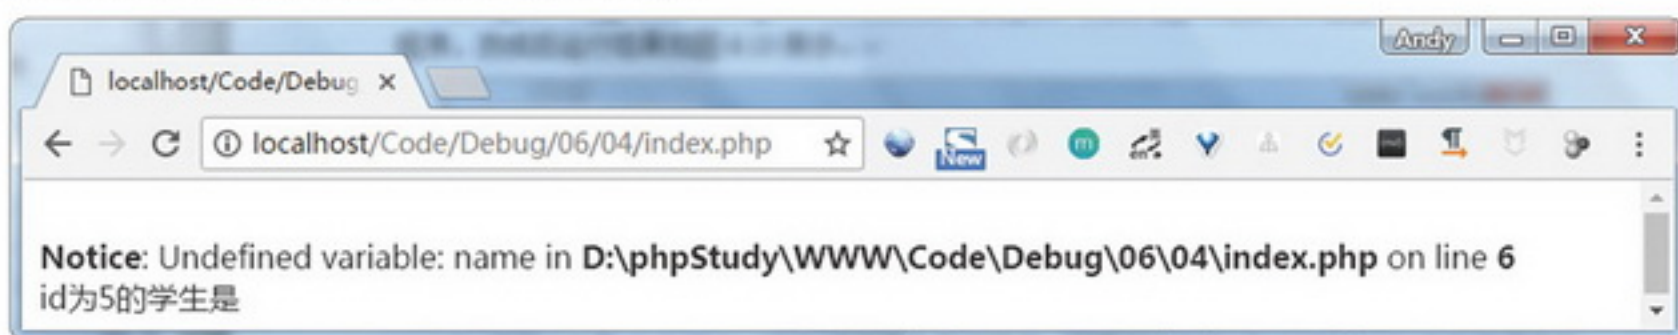 Andy
localhost/Code/Debug
localhost/Code/Debug/06/04/index.php
New
m
en
Notice: Undefined variable: name in D:\phpStudy\WWW\Code\Debug\06\04\index.php on line 6
id为5的学生是